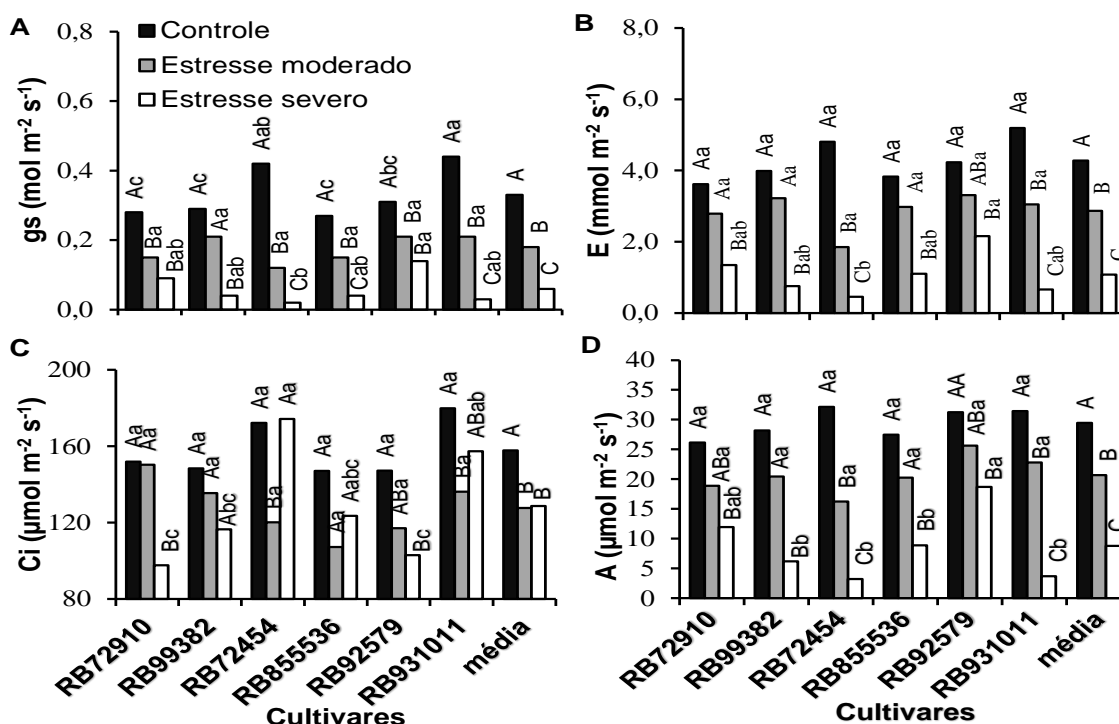 A
0,8
0,6
0,4
0,2
0,0
gs (mol m⁻² s⁻¹)
Controle
Estresse moderado
Estresse severo
Ac
Ba
Bab
Ac
Aa
Bab
Aab
Ba
Cb
Ac
Ba
Cab
Abc
Ba
Ba
Aa
Ba
Cab
A
B
C
B
8,0
6,0
4,0
2,0
0,0
E (mmol m⁻² s⁻¹)
Aa
Aa
Bab
Aa
Aa
Bab
Aa
Ba
Cb
Aa
Aa
Bab
Aa
ABa
Ba
Aa
Ba
Cab
A
B
C
C
200
160
120
80
Ci (µmol m⁻² s⁻¹)
Aa
Aa
Bc
Aa
Aa
Abc
Aa
Ba
Aa
Aa
Aa
Aabc
Aa
ABa
Bc
Aa
Ba
ABab
A
B
B
RB72910
RB99382
RB72454
RB855536
RB92579
RB931011
média
Cultivares
D
40
35
30
25
20
15
10
5
0
A (µmol m⁻² s⁻¹)
Aa
ABa
Bab
Aa
Aa
Bb
Aa
Ba
Cb
Aa
Aa
Bb
AA
ABa
Ba
Aa
Ba
Cb
A
B
C
RB72910
RB99382
RB72454
RB855536
RB92579
RB931011
média
Cultivares